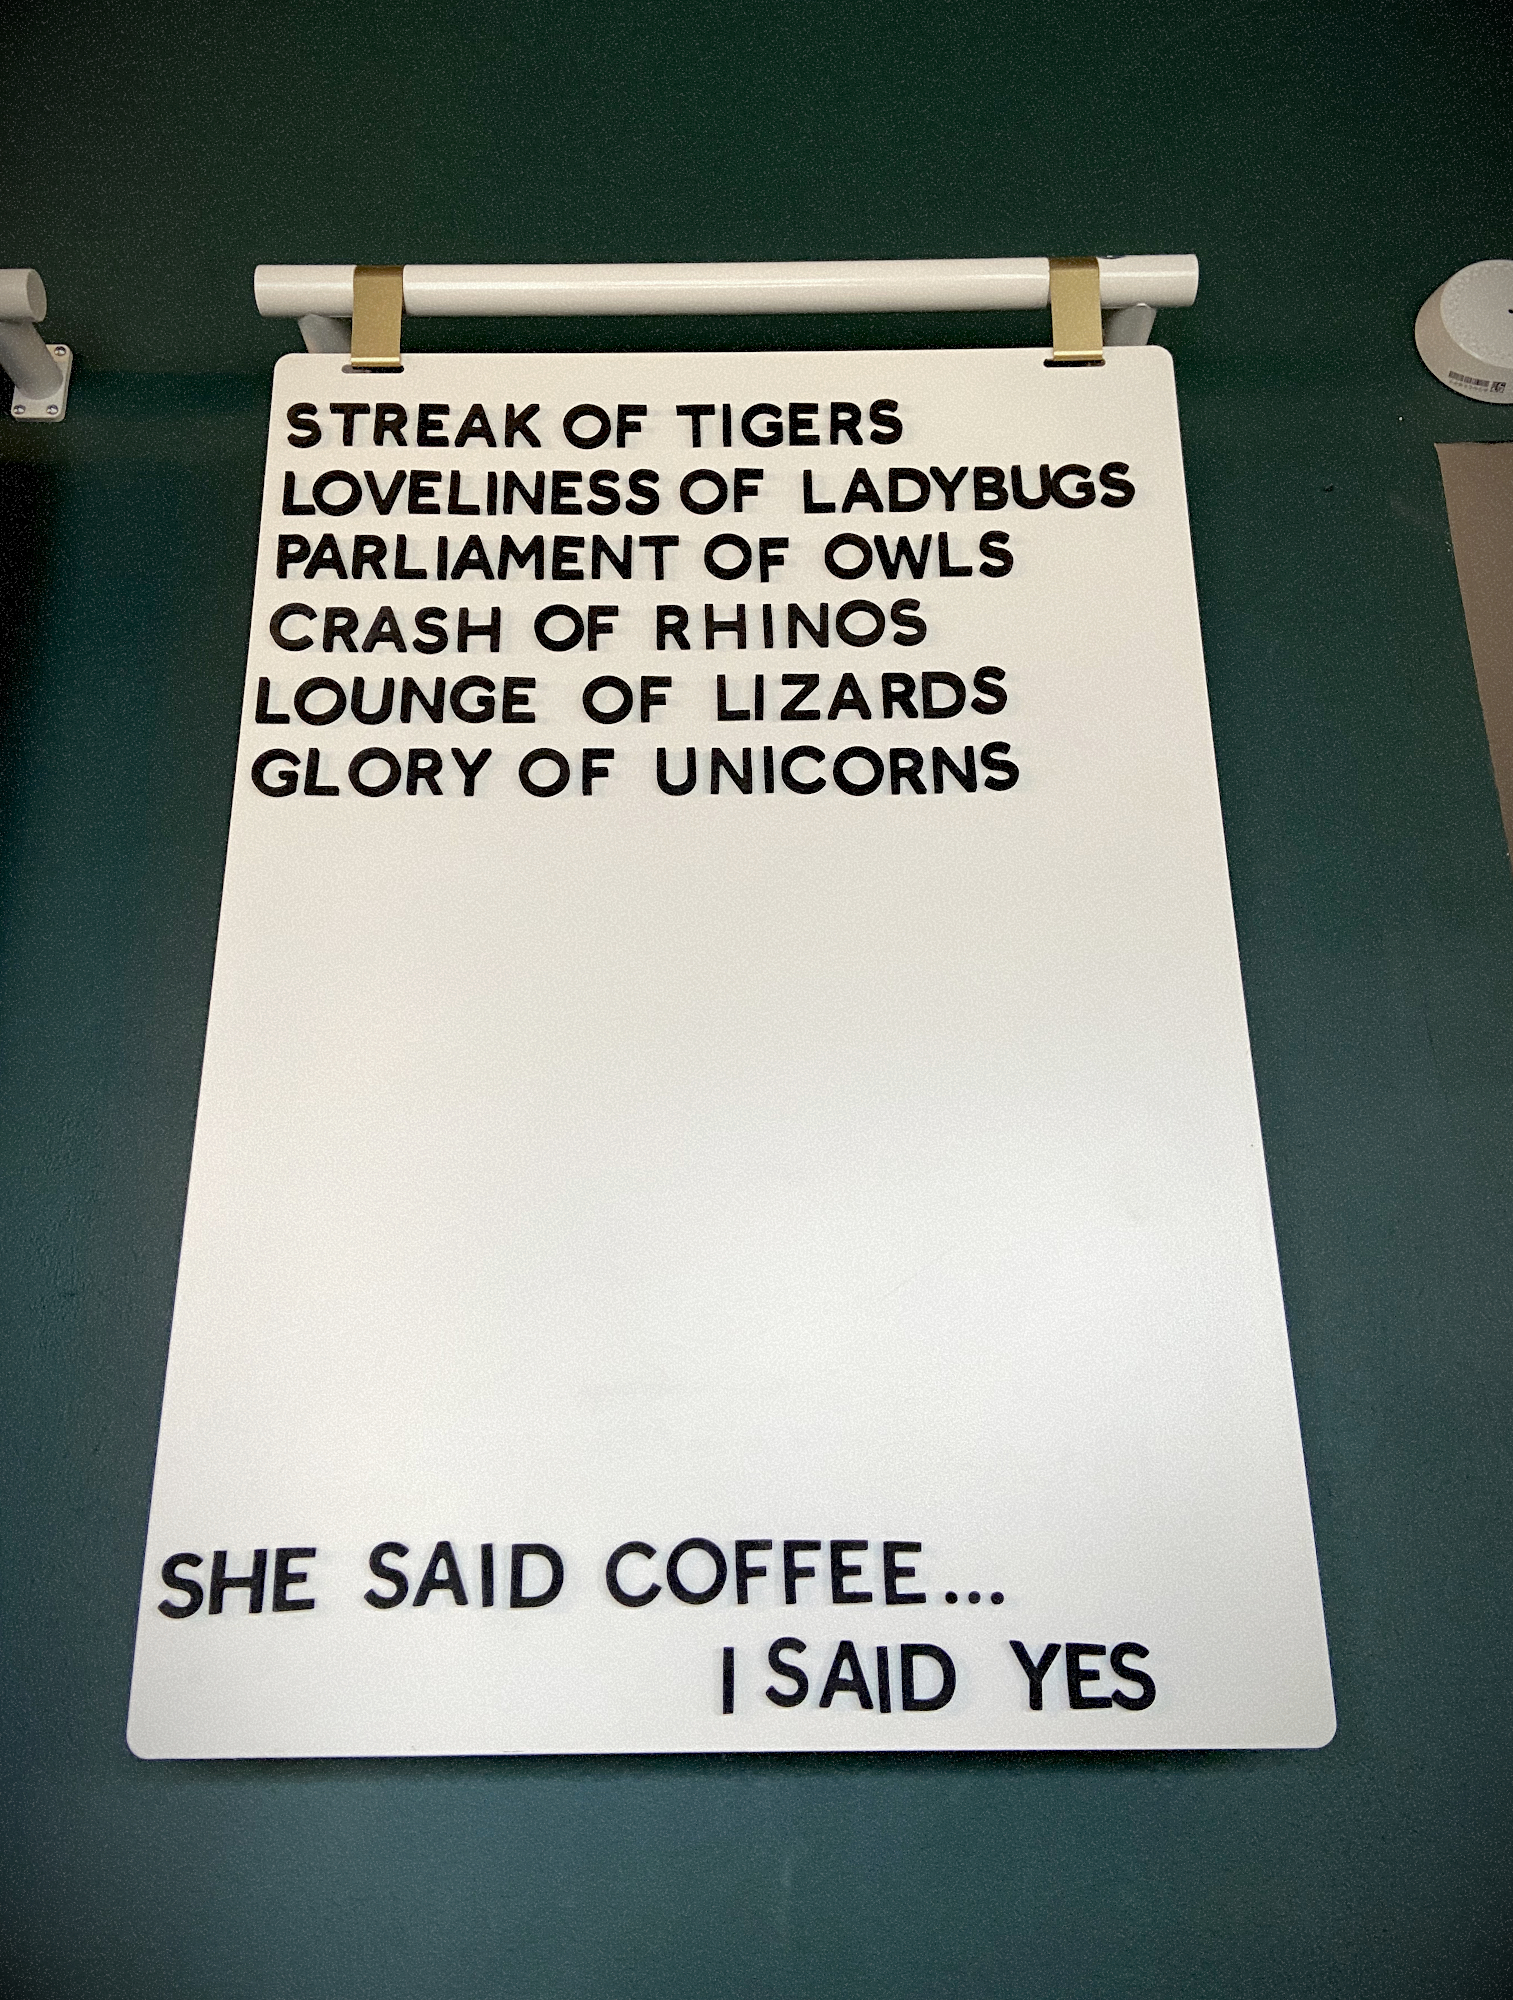 STREAK OF TIGERS
LOVELINESS OF LADYBUGS
PARLIAMENT OF OWLS
CRASH OF RHINOS
LOUNGE OF LIZARDS
GLORY OF UNICORNS
SHE SAID COFFEE...
I SAID YES